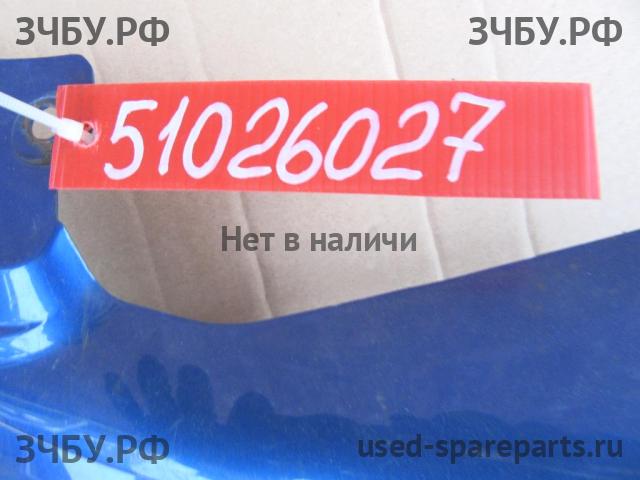 ЗЧБУ.РФ ЗЧБУ.РФ
51026027
Нет в наличи
ЗЧБУ.РФ used-spareparts.ru